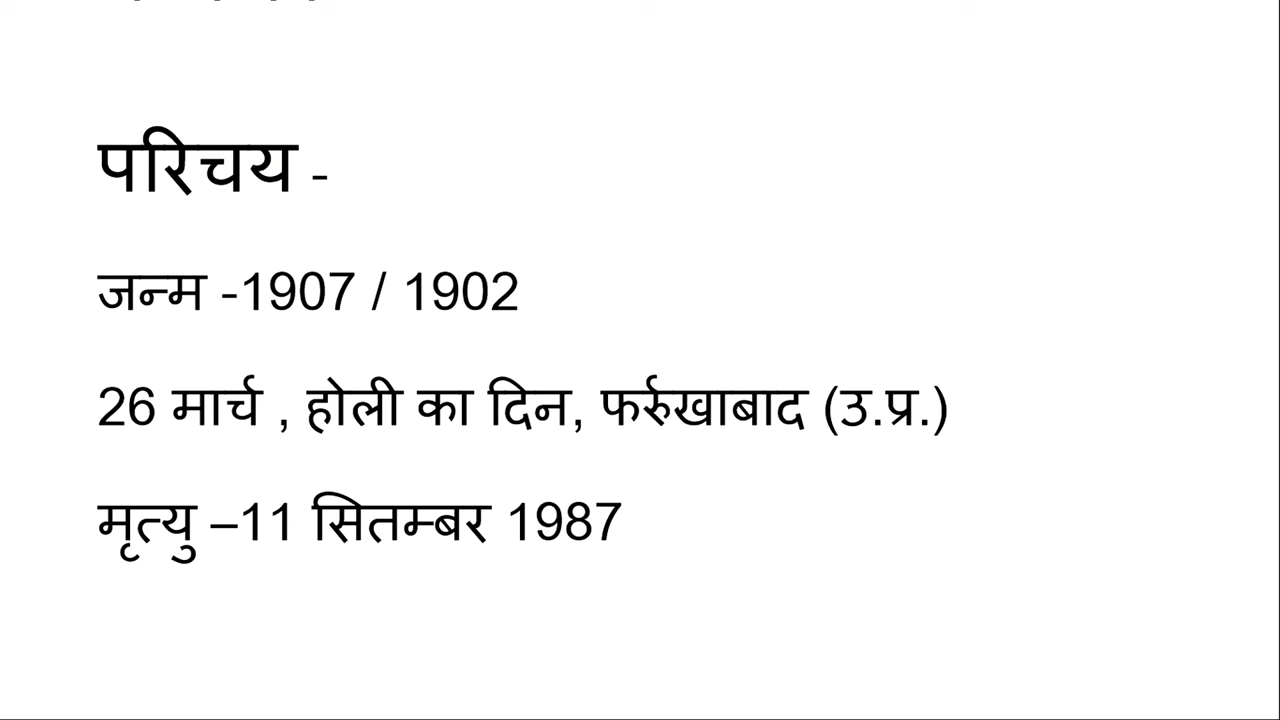 परिचय -
जन्म -1907 / 1902
26 मार्च , होली का दिन, फर्रुखाबाद (उ.प्र.)
मृत्यु –11 सितम्बर 1987